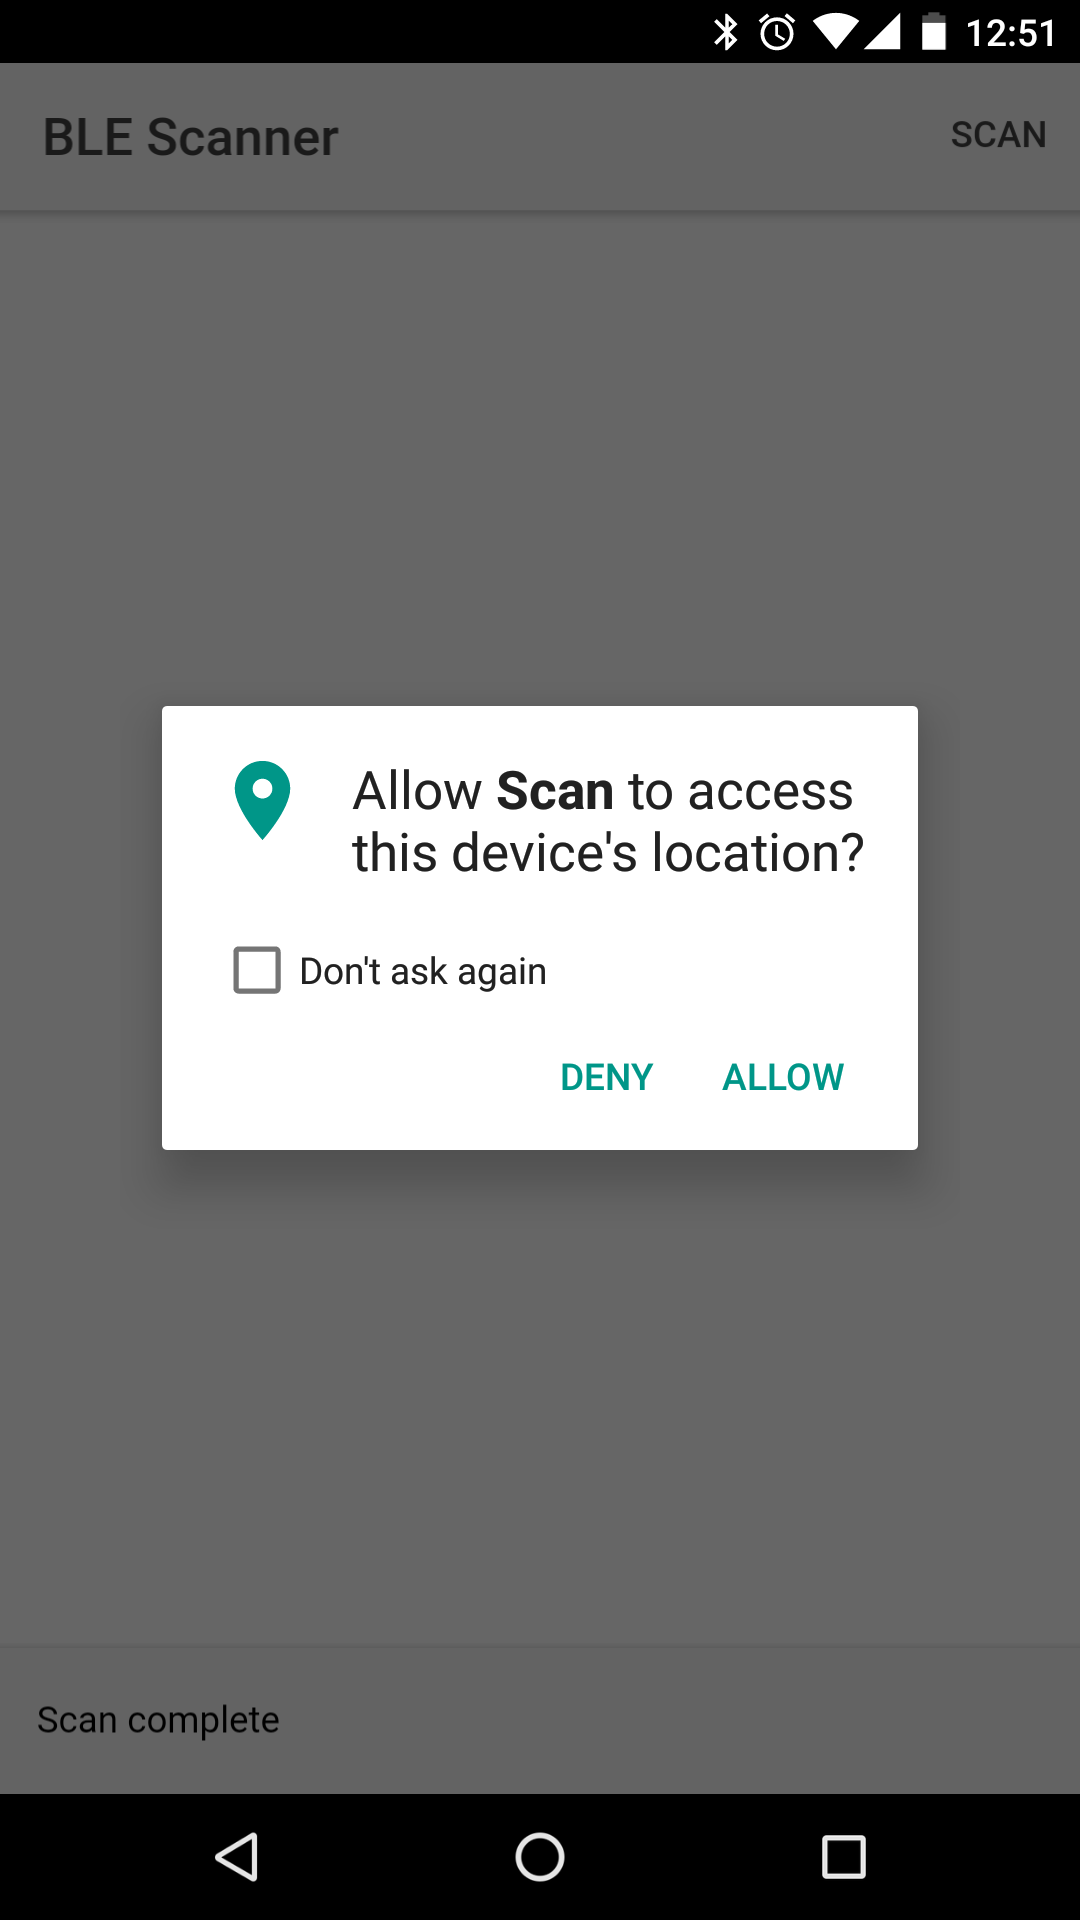 12:51
BLE Scanner
SCAN
Allow Scan to access
this device's location?
Don't ask again
DENY ALLOW
Scan complete